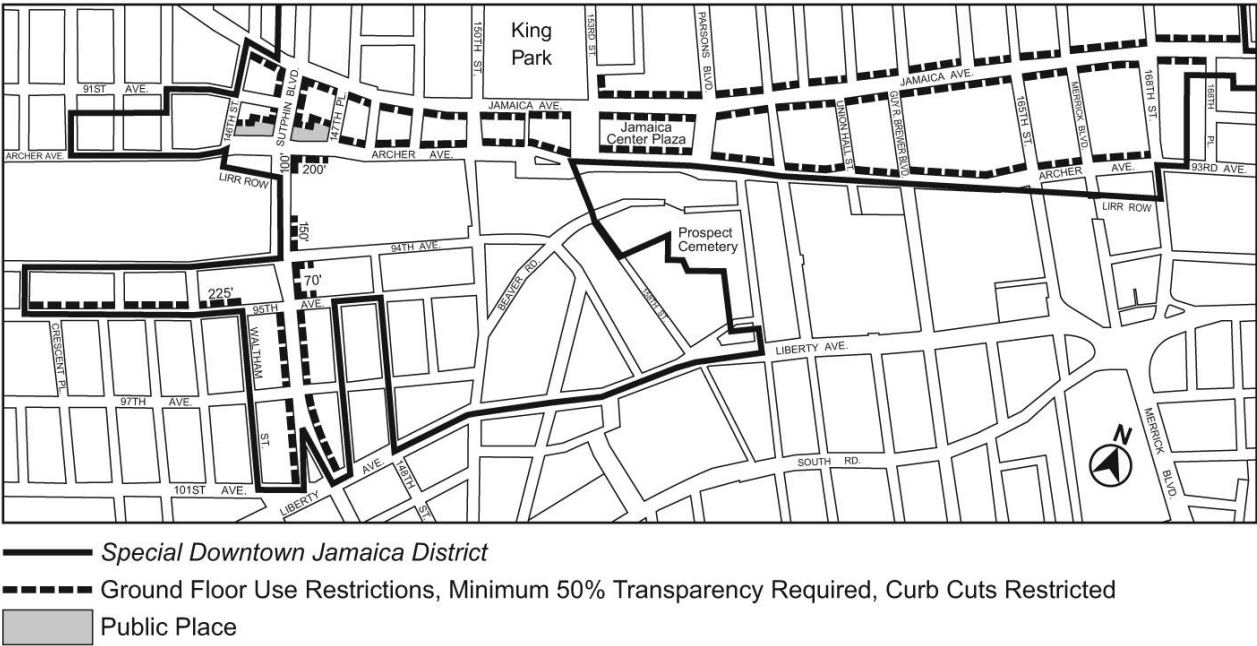 King
Park
150TH ST.
153RD ST.
PARSONS BLVD
91ST AVE.
SUTPHIN BLVD.
146TH ST.
147TH PL.
JAMAICA AVE.
JAMAICA AVE.
Jamaica
Center Plaza
UNION HALL ST.
GUY R. BREWER BLVD
165TH ST.
MERRICK BLVD.
168TH ST.
168TH PL.
ARCHER AVE.
ARCHER AVE.
ARCHER AVE.
93RD AVE.
100'
200'
LIRR ROW
LIRR ROW
150'
94TH AVE.
Prospect
Cemetery
70'
225'
95TH AVE.
BEAVER RD.
158TH ST.
CRESCENT PL.
WALTHAM ST.
LIBERTY AVE.
97TH AVE.
MERRICK BLVD.
N
SOUTH RD.
101ST AVE.
LIBERTY AVE.
148TH ST.
Special Downtown Jamaica District
Ground Floor Use Restrictions, Minimum 50% Transparency Required, Curb Cuts Restricted
Public Place